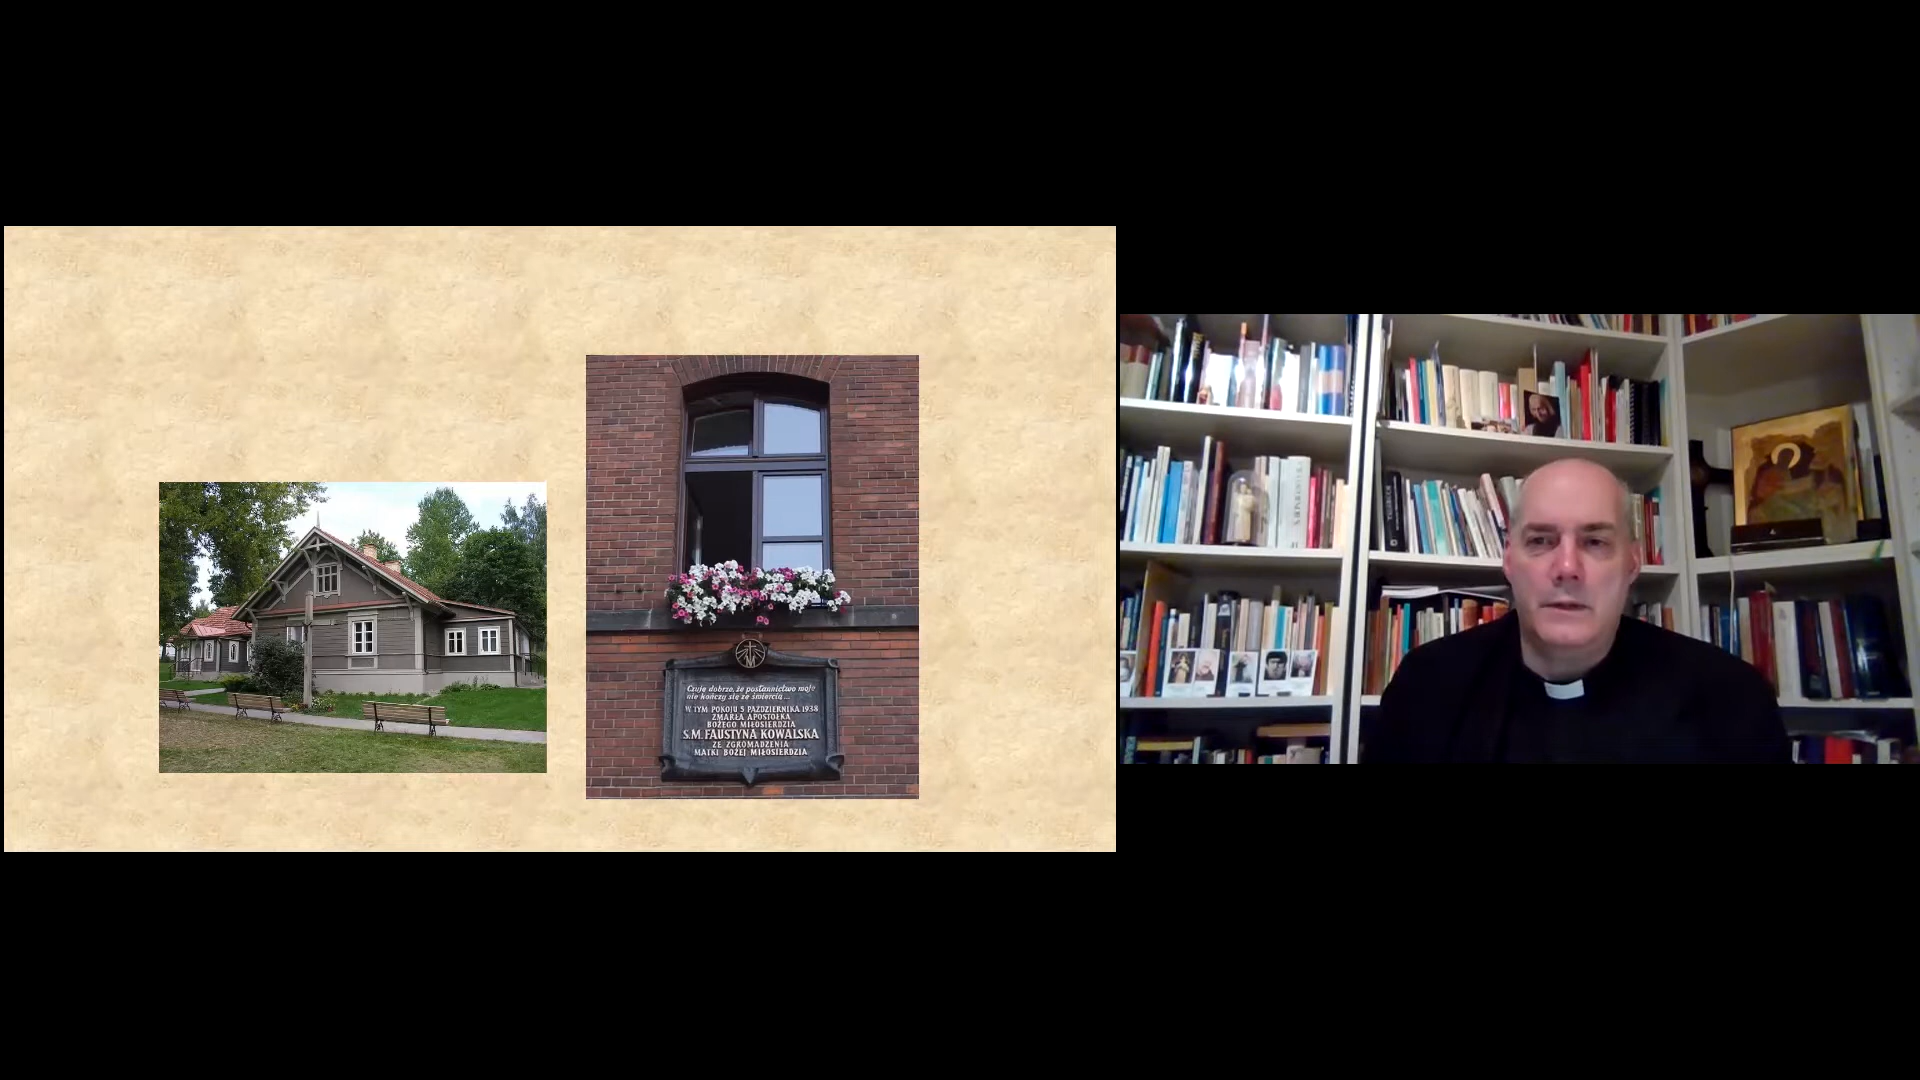 Czuję dobrze, że posłannictwo moje
nie kończy się ze śmiercią...
W TYM POKOJU 5 PAŹDZIERNIKA 1938
ZMARŁA APOSTOŁKA
BOŻEGO MIŁOSIERDZIA
S.M. FAUSTYNA KOWALSKA
ZE ZGROMADZENIA
MATKI BOŻEJ MIŁOSIERDZIA